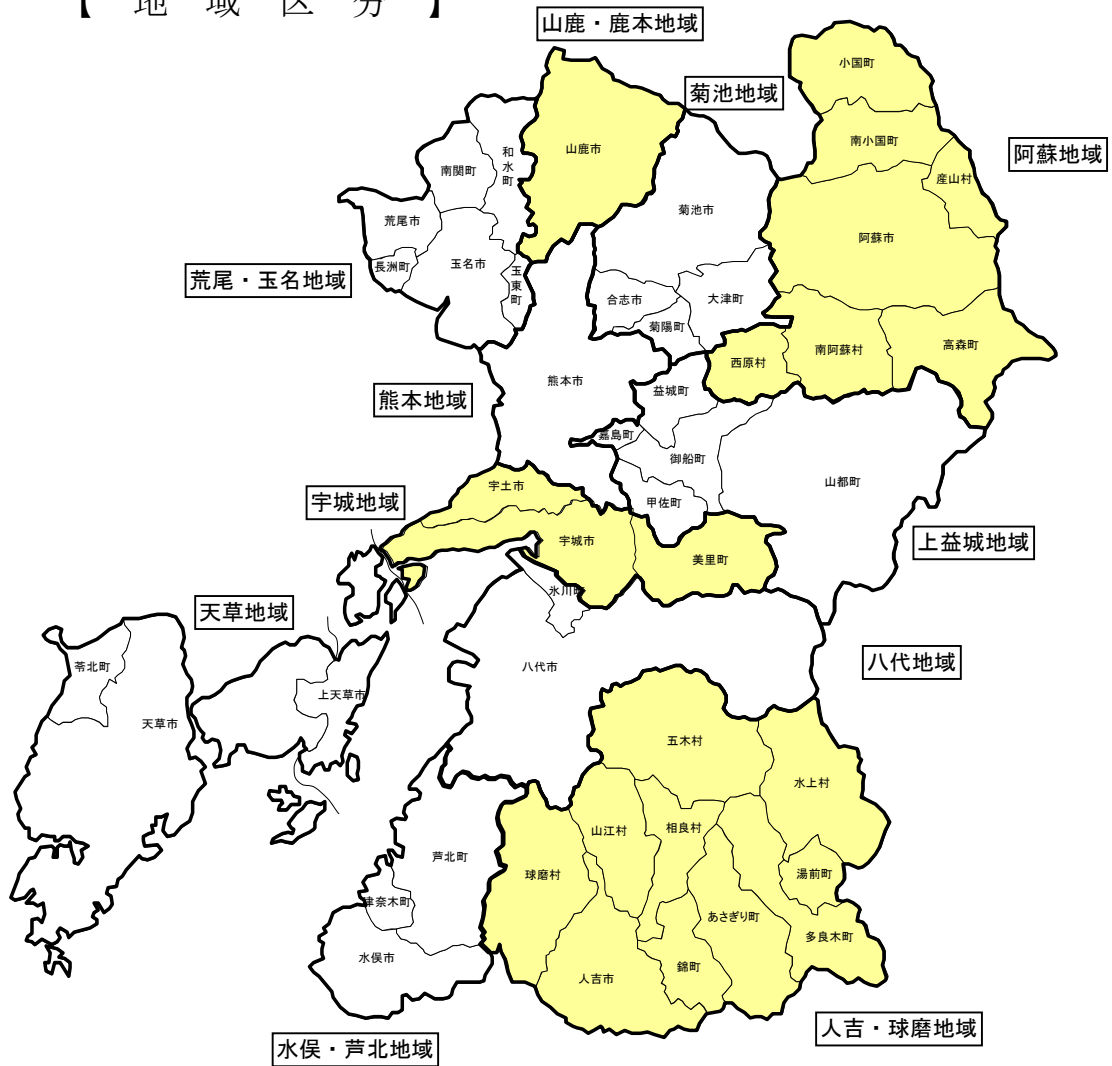 【 地 域 区 分 】
山鹿・鹿本地域
小国町
菊池地域
南小国町
阿蘇地域
山鹿市
和水町
南関町
産山村
菊池市
荒尾市
阿蘇市
長洲町
玉名市
玉東町
荒尾・玉名地域
合志市
大津町
菊陽町
西原村
南阿蘇村
高森町
熊本市
益城町
熊本地域
嘉島町
御船町
山都町
宇土市
甲佐町
宇城地域
宇城市
美里町
上益城地域
氷川町
天草地域
八代市
八代地域
苓北町
上天草市
天草市
五木村
水上村
山江村
相良村
芦北町
球磨村
湯前町
津奈木町
あさぎり町
多良木町
水俣市
人吉市
錦町
人吉・球磨地域
水俣・芦北地域